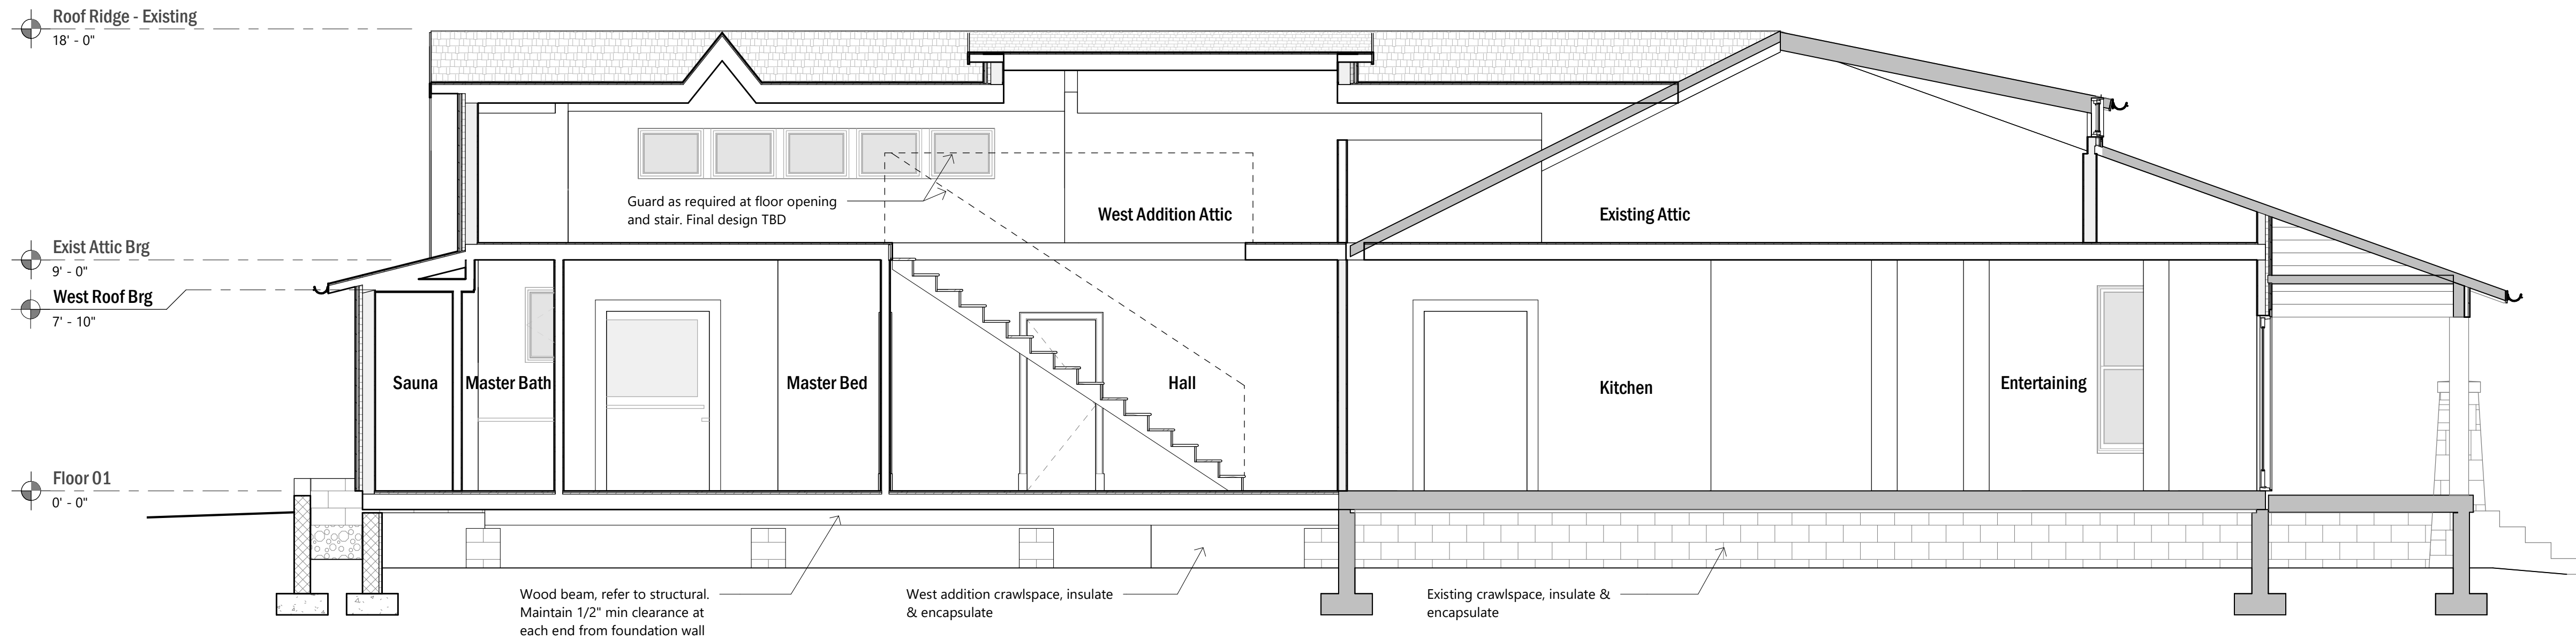 Roof Ridge - Existing
18' - 0"
Guard as required at floor opening
and stair. Final design TBD
West Addition Attic
Existing Attic
Exist Attic Brg
9' - 0"
West Roof Brg
7' - 10"
Sauna
Master Bath
Master Bed
Hall
Kitchen
Entertaining
Floor 01
0' - 0"
Wood beam, refer to structural.
Maintain 1/2" min clearance at
each end from foundation wall
West addition crawlspace, insulate
& encapsulate
Existing crawlspace, insulate &
encapsulate